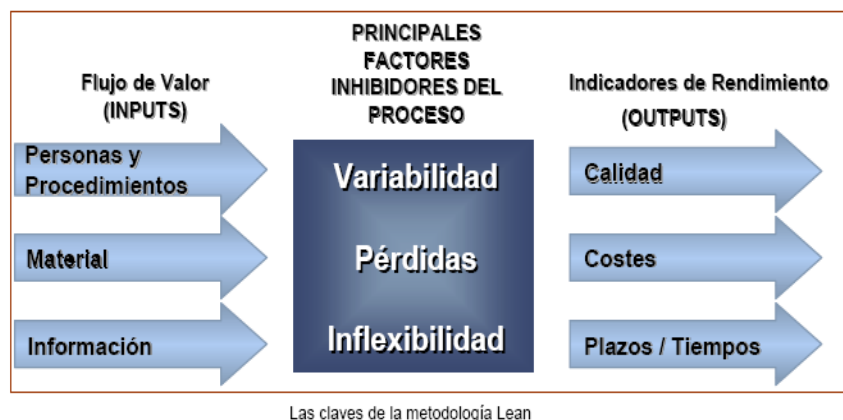 PRINCIPALES
FACTORES
INHIBIDORES DEL
PROCESO
Flujo de Valor
(INPUTS)
Indicadores de Rendimiento
(OUTPUTS)
Personas y
Procedimientos
Variabilidad
Calidad
Material
Pérdidas
Costes
Información
Inflexibilidad
Plazos / Tiempos
Las claves de la metodología Lean